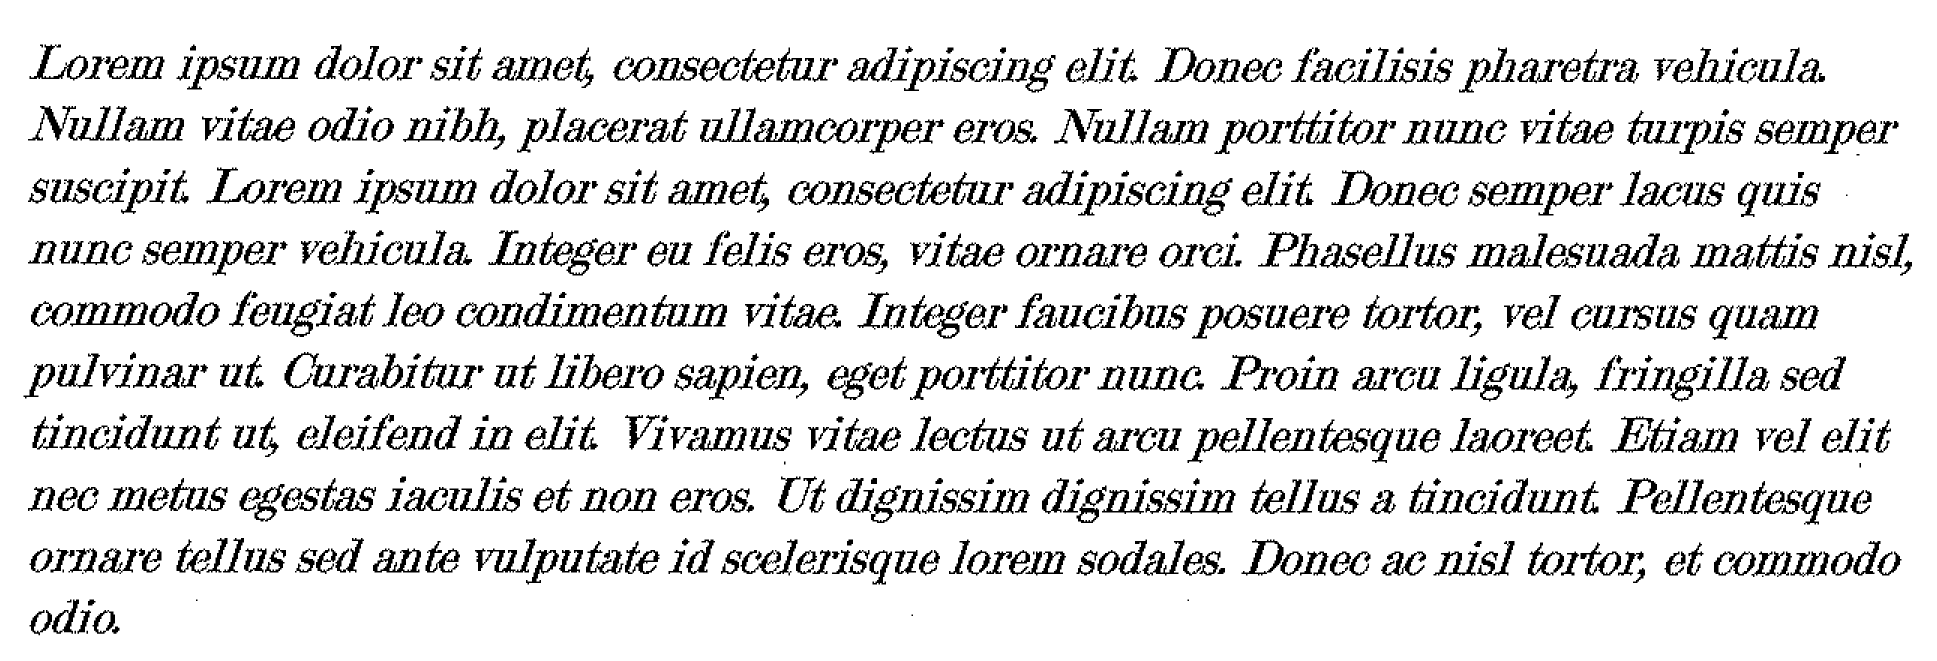 Lorem ipsum dolor sit amet, consectetur adipiscing elit. Donec facilisis pharetra vehicula.
Nullam vitae odio nibh, placerat ullamcorper eros. Nullam porttitor nunc vitae turpis semper
suscipit. Lorem ipsum dolor sit amet, consectetur adipiscing elit. Donec semper lacus quis
nunc semper vehicula. Integer eu felis eros, vitae ornare orci. Phasellus malesuada mattis nisl,
commodo feugiat leo condimentum vitae. Integer faucibus posuere tortor, vel cursus quam
pulvinar ut. Curabitur ut libero sapien, eget porttitor nunc. Proin arcu ligula, fringilla sed
tincidunt ut, eleifend in elit. Vivamus vitae lectus ut arcu pellentesque laoreet. Etiam vel elit
nec metus egestas iaculis et non eros. Ut dignissim dignissim tellus a tincidunt. Pellentesque
ornare tellus sed ante vulputate id scelerisque lorem sodales. Donec ac nisl tortor, et commodo
odio.